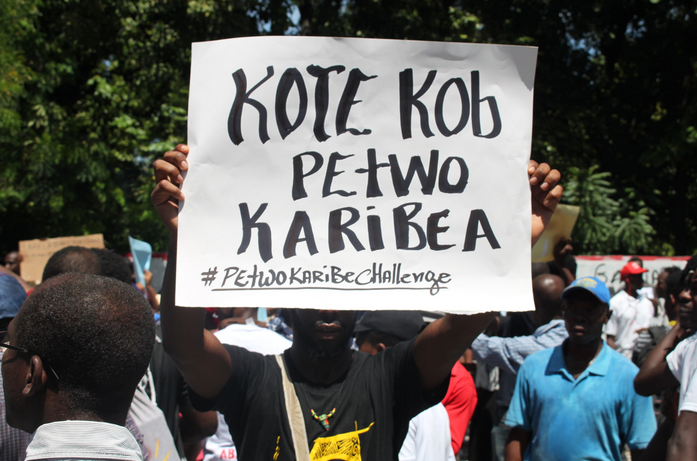 KOTE KOb
PEtWO
KARiBEA
#PEtWOKARiBECHALLENgE